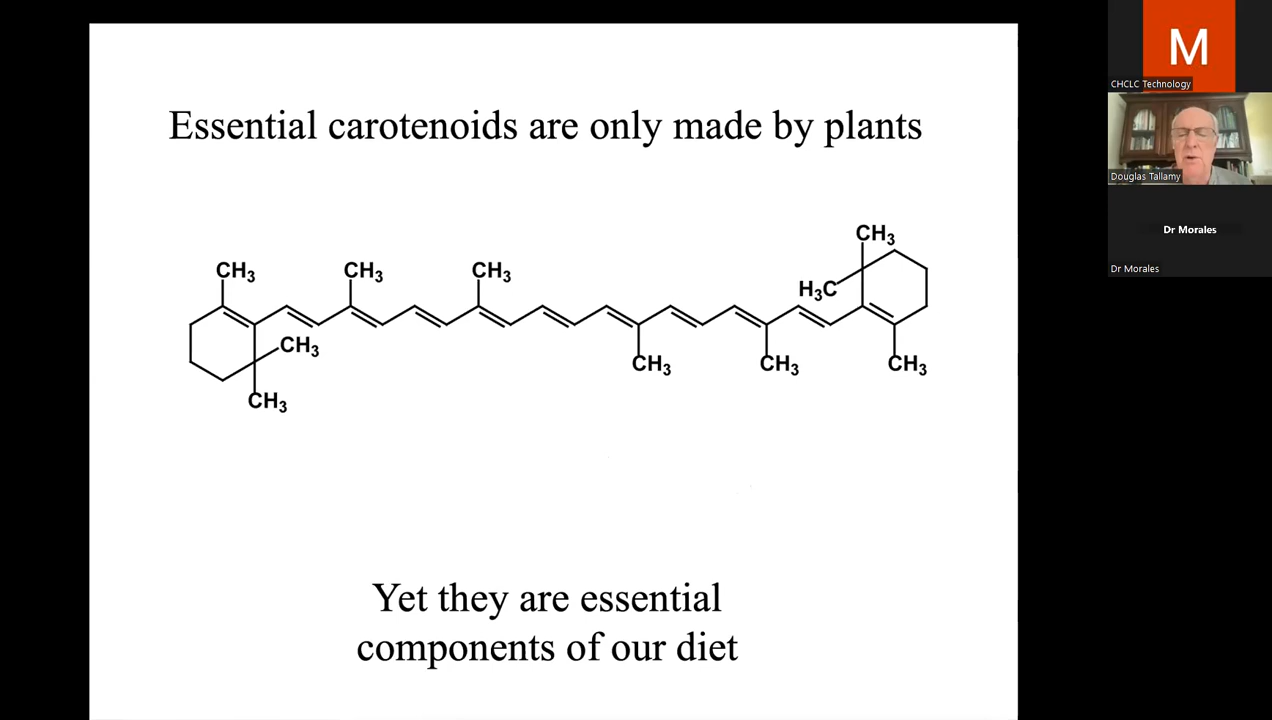 Essential carotenoids are only made by plants
CH3
H3C
CH3
CH3
CH3
CH3
CH3
CH3
CH3
CH3
Yet they are essential
components of our diet
M
CHCLC Technology
Douglas Tallamy
Dr Morales
Dr Morales